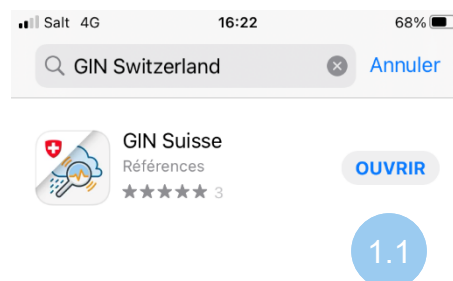 Salt 4G 16:22 68%
GIN Switzerland Annuler
GIN Suisse
Références
3
OUVRIR
1.1